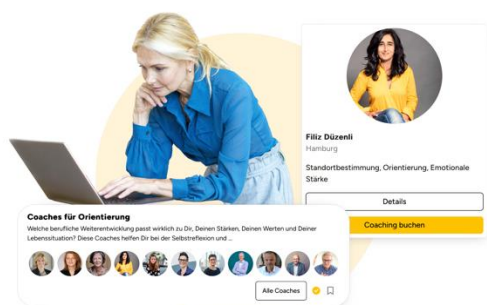 Filiz Düzenli
Hamburg
Standortbestimmung, Orientierung, Emotionale
Stärke
Details
Coaching buchen
Coaches für Orientierung
Welche berufliche Weiterentwicklung passt wirklich zu Dir, Deinen Stärken, Deinen Werten und Deiner
Lebenssituation? Diese Coaches helfen Dir bei der Selbstreflexion und ...
Alle Coaches